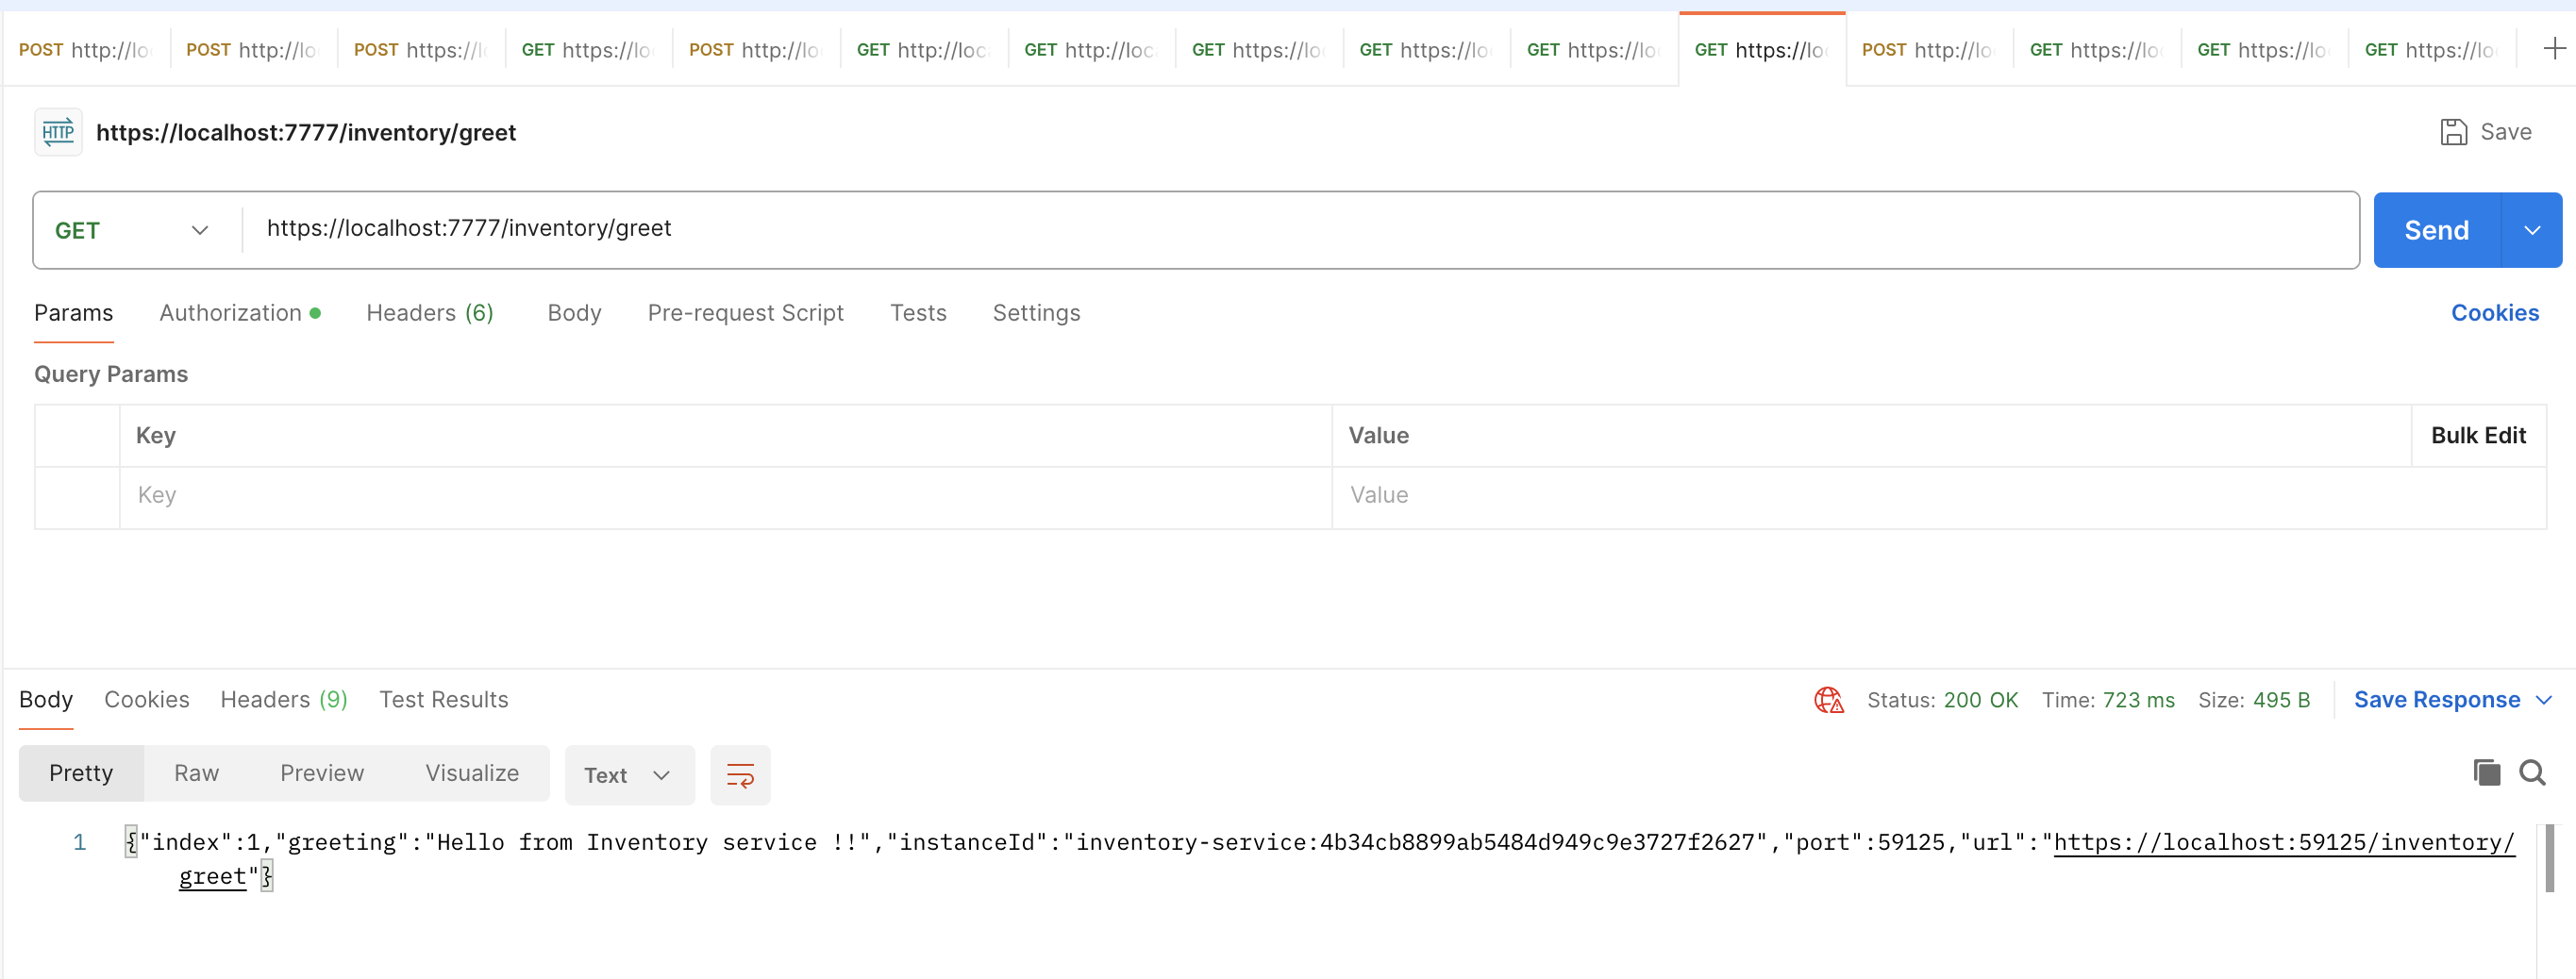 POST http://lo POST http://lo POST https://l GET https://lo POST http://lo GET http://loc GET http://loc GET https://lo GET https://lo GET https://lo GET https://lo POST http://lo GET https://lo GET https://lo GET https://lo
HTTP https://localhost:7777/inventory/greet Save
GET https://localhost:7777/inventory/greet Send
Params Authorization Headers (6) Body Pre-request Script Tests Settings Cookies
Query Params
Key Value Bulk Edit
Key Value
Body Cookies Headers (9) Test Results Status: 200 OK Time: 723 ms Size: 495 B Save Response
Pretty Raw Preview Visualize Text
1 {"index":1,"greeting":"Hello from Inventory service !!","instanceId":"inventory-service:4b34cb8899ab5484d949c9e3727f2627","port":59125,"url":"https://localhost:59125/inventory/
greet"}